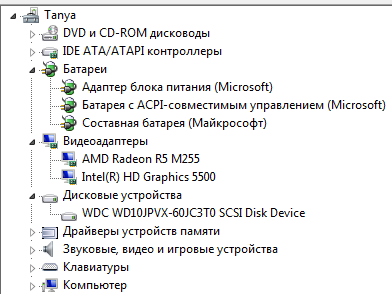 Tanya
DVD и CD-ROM дисководы
IDE ATA/ATAPI контроллеры
Батареи
Адаптер блока питания (Microsoft)
Батарея с ACPI-совместимым управлением (Microsoft)
Составная батарея (Майкрософт)
Видеоадаптеры
AMD Radeon R5 M255
Intel(R) HD Graphics 5500
Дисковые устройства
WDC WD10JPVX-60JC3T0 SCSI Disk Device
Драйверы устройств памяти
Звуковые, видео и игровые устройства
Клавиатуры
Компьютер